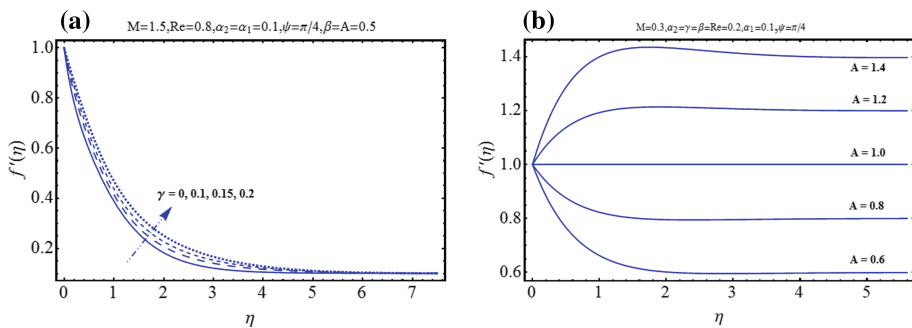 (a)
M=1.5,Re=0.8,α₂=α₁=0.1,ψ=π/4,β=A=0.5
f′(η)
1.0
0.8
0.6
0.4
0.2
γ = 0, 0.1, 0.15, 0.2
0 1 2 3 4 5 6 7
η
(b)
M=0.3,α₂=γ=β=Re=0.2,α₁=0.1,ψ=π/4
f′(η)
1.4
1.2
1.0
0.8
0.6
A = 1.4
A = 1.2
A = 1.0
A = 0.8
A = 0.6
0 1 2 3 4 5
η